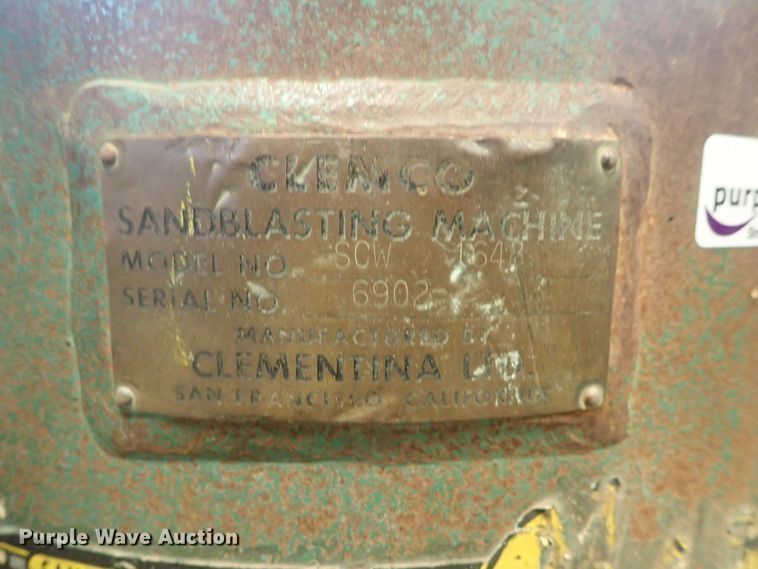 CLEMCO
SANDBLASTING MACHINE
MODEL NO. SCW
SERIAL NO. 6902
MANUFACTURED BY
CLEMENTINA LTD.
SAN FRANCISCO, CALIFORNIA
purp
Purple Wave Auction